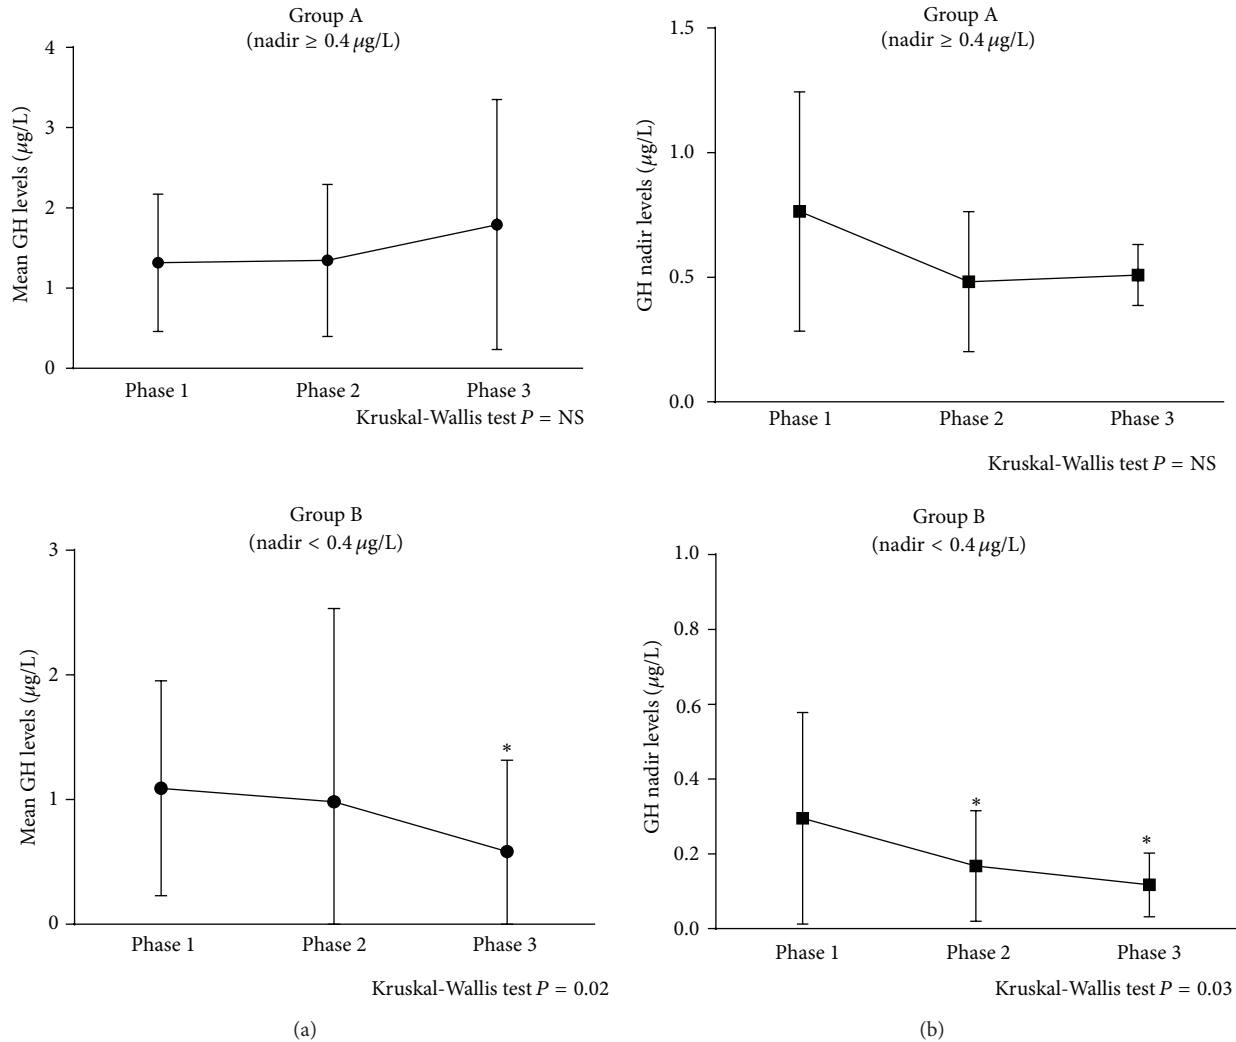 Group A
(nadir ≥ 0.4 μg/L)
Mean GH levels (μg/L)
4
3
2
1
0
Phase 1 Phase 2 Phase 3
Kruskal-Wallis test P = NS
Group A
(nadir ≥ 0.4 μg/L)
GH nadir levels (μg/L)
1.5
1.0
0.5
0.0
Phase 1 Phase 2 Phase 3
Kruskal-Wallis test P = NS
Group B
(nadir < 0.4 μg/L)
Mean GH levels (μg/L)
3
2
1
0
*
Phase 1 Phase 2 Phase 3
Kruskal-Wallis test P = 0.02
(a)
Group B
(nadir < 0.4 μg/L)
GH nadir levels (μg/L)
1.0
0.8
0.6
0.4
0.2
0.0
*
*
Phase 1 Phase 2 Phase 3
Kruskal-Wallis test P = 0.03
(b)